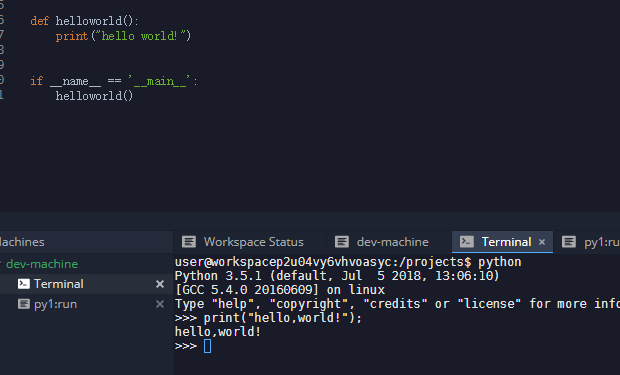 5
6 def helloworld():
7 print("hello world!")
8
9
0 if __name__ == '__main__':
1 helloworld()
Machines
dev-machine
Terminal ×
py1:run ×
Workspace Status dev-machine Terminal × py1:ru
user@workspacep2u04vy6vhvoasyc:/projects$ python
Python 3.5.1 (default, Jul  5 2018, 13:06:10)
[GCC 5.4.0 20160609] on linux
Type "help", "copyright", "credits" or "license" for more info
>>> print("hello,world!");
hello,world!
>>>